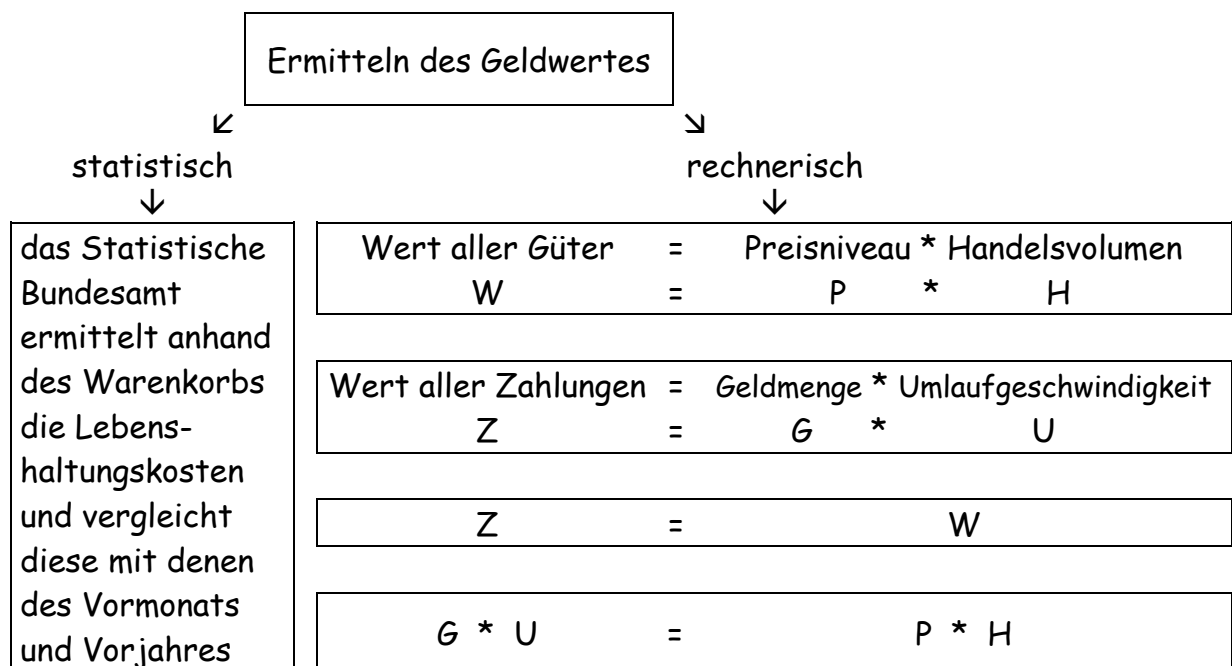 Ermitteln des Geldwertes
↙ ↘
statistisch rechnerisch
↓ ↓
das Statistische
Bundesamt
ermittelt anhand
des Warenkorbs
die Lebens-
haltungskosten
und vergleicht
diese mit denen
des Vormonats
und Vorjahres
Wert aller Güter = Preisniveau * Handelsvolumen
W = P * H
Wert aller Zahlungen = Geldmenge * Umlaufgeschwindigkeit
Z = G * U
Z = W
G * U = P * H